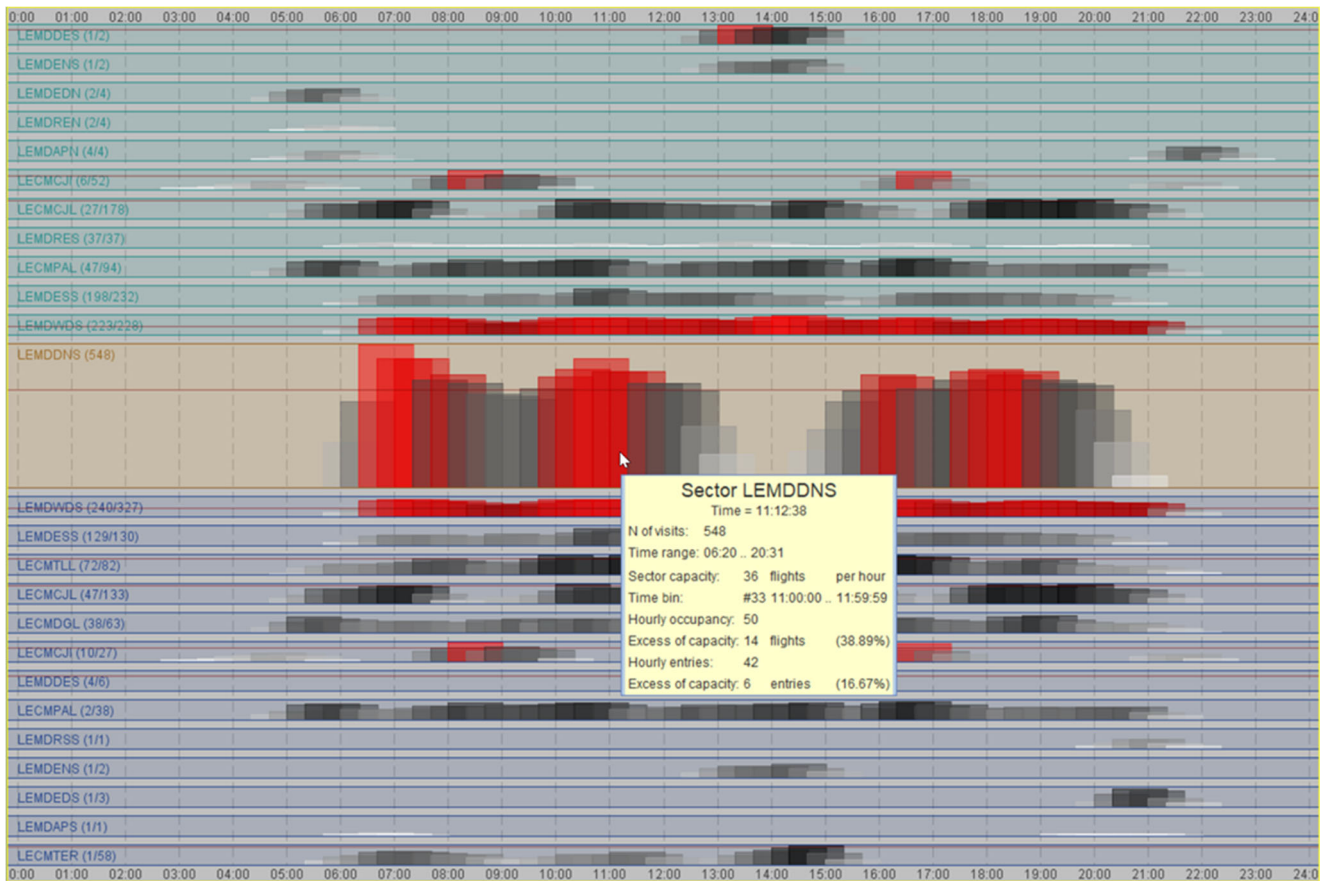 0:00 01:00 02:00 03:00 04:00 05:00 06:00 07:00 08:00 09:00 10:00 11:00 12:00 13:00 14:00 15:00 16:00 17:00 18:00 19:00 20:00 21:00 22:00 23:00 24:0
LEMDDES (1/2)
LEMDENS (1/2)
LEMDEDN (2/4)
LEMDREN (2/4)
LEMDAPN (4/4)
LECMCJI (6/52)
LECMCJL (27/178)
LEMDRES (37/37)
LECMPAL (47/94)
LEMDESS (198/232)
LEMDWDS (223/228)
LEMDDNS (548)
LEMDWDS (240/327)
LEMDESS (129/130)
LECMTLL (72/82)
LECMCJL (47/133)
LEMDGL (38/63)
LECMCJI (10/27)
LEMDDES (4/6)
LECMPAL (2/38)
LEMDRSS (1/1)
LEMDENS (1/2)
LEMDEDS (1/3)
LEMDAPS (1/1)
LECMTER (1/58)
Sector LEMDDNS
Time = 11:12:38
N of visits: 548
Time range: 06:20 .. 20:31
Sector capacity: 36 flights per hour
Time bin: #33 11:00:00 .. 11:59:59
Hourly occupancy: 50
Excess of capacity: 14 flights (38.89%)
Hourly entries: 42
Excess of capacity: 6 entries (16.67%)
0:00 01:00 02:00 03:00 04:00 05:00 06:00 07:00 08:00 09:00 10:00 11:00 12:00 13:00 14:00 15:00 16:00 17:00 18:00 19:00 20:00 21:00 22:00 23:00 24:0